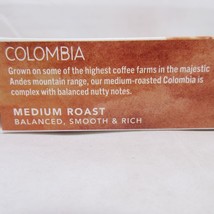 COLOMBIA
Grown on some of the highest coffee farms in the majestic
Andes mountain range, our medium-roasted Colombia is
complex with balanced nutty notes.
MEDIUM ROAST
BALANCED, SMOOTH & RICH